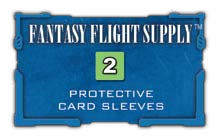 FANTASY FLIGHT SUPPLY™
2
PROTECTIVE
CARD SLEEVES